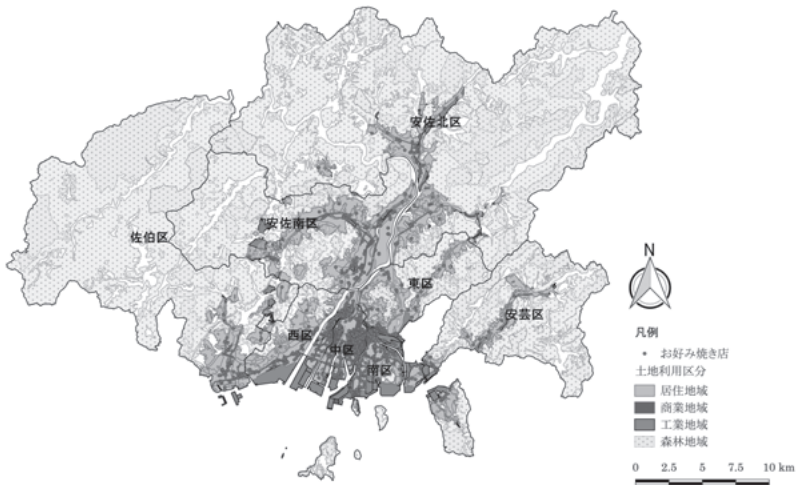 安佐北区
安佐南区
佐伯区
東区
安芸区
西区
中区
南区
N
凡例
お好み焼き店
土地利用区分
居住地域
商業地域
工業地域
森林地域
0 2.5 5 7.5 10 km